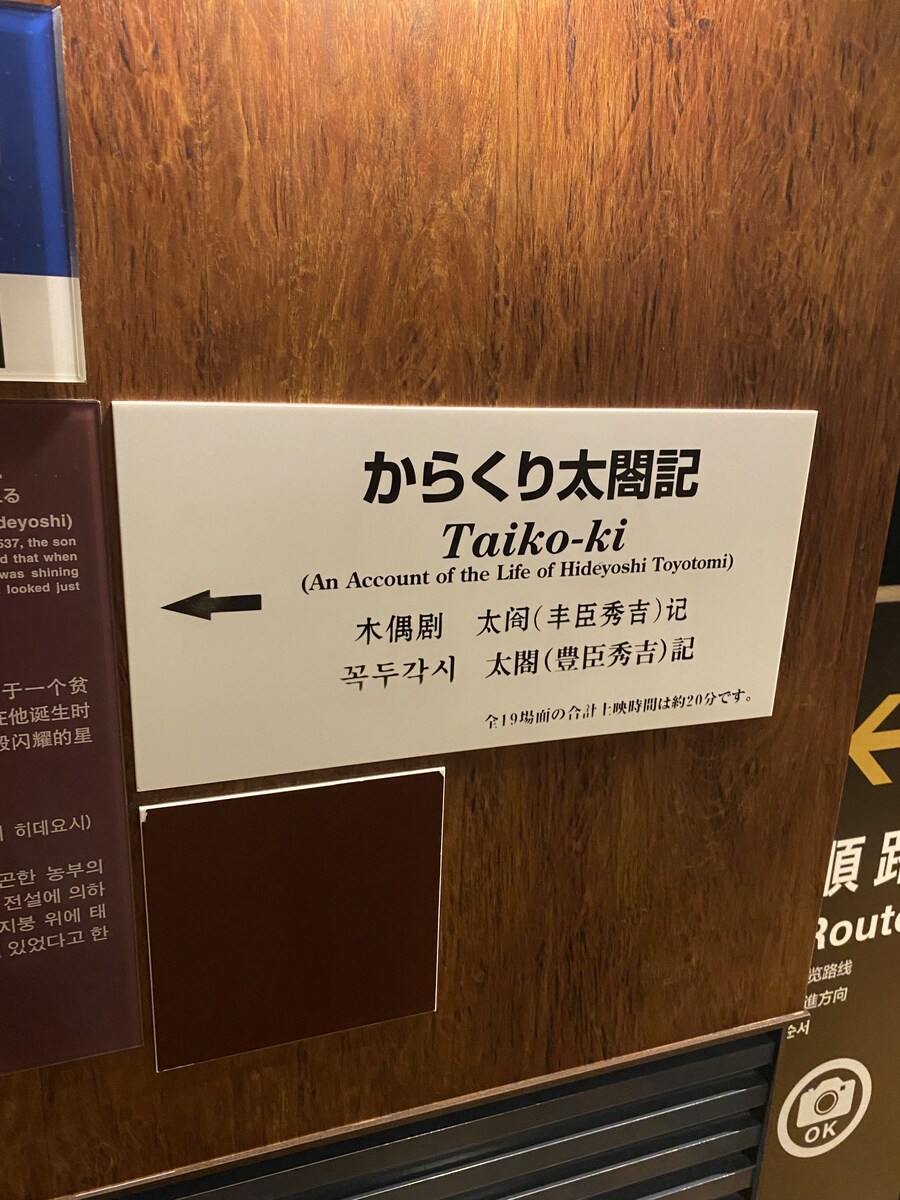 からくり太閤記
Taiko-ki
(An Account of the Life of Hideyoshi Toyotomi)
木偶剧 太阁(丰臣秀吉)记
꼭두각시 太閤(豊臣秀吉)記
全19場面の合計上映時間は約20分です。
る
deyoshi)
537, the son
d that when
was shining
looked just
于一个贫
在他诞生时
般闪耀的星
히데요시)
곤한 농부의
전설에 의하
지붕 위에 태
있었다고 한
順路
Route
览路线
進方向
순서
OK